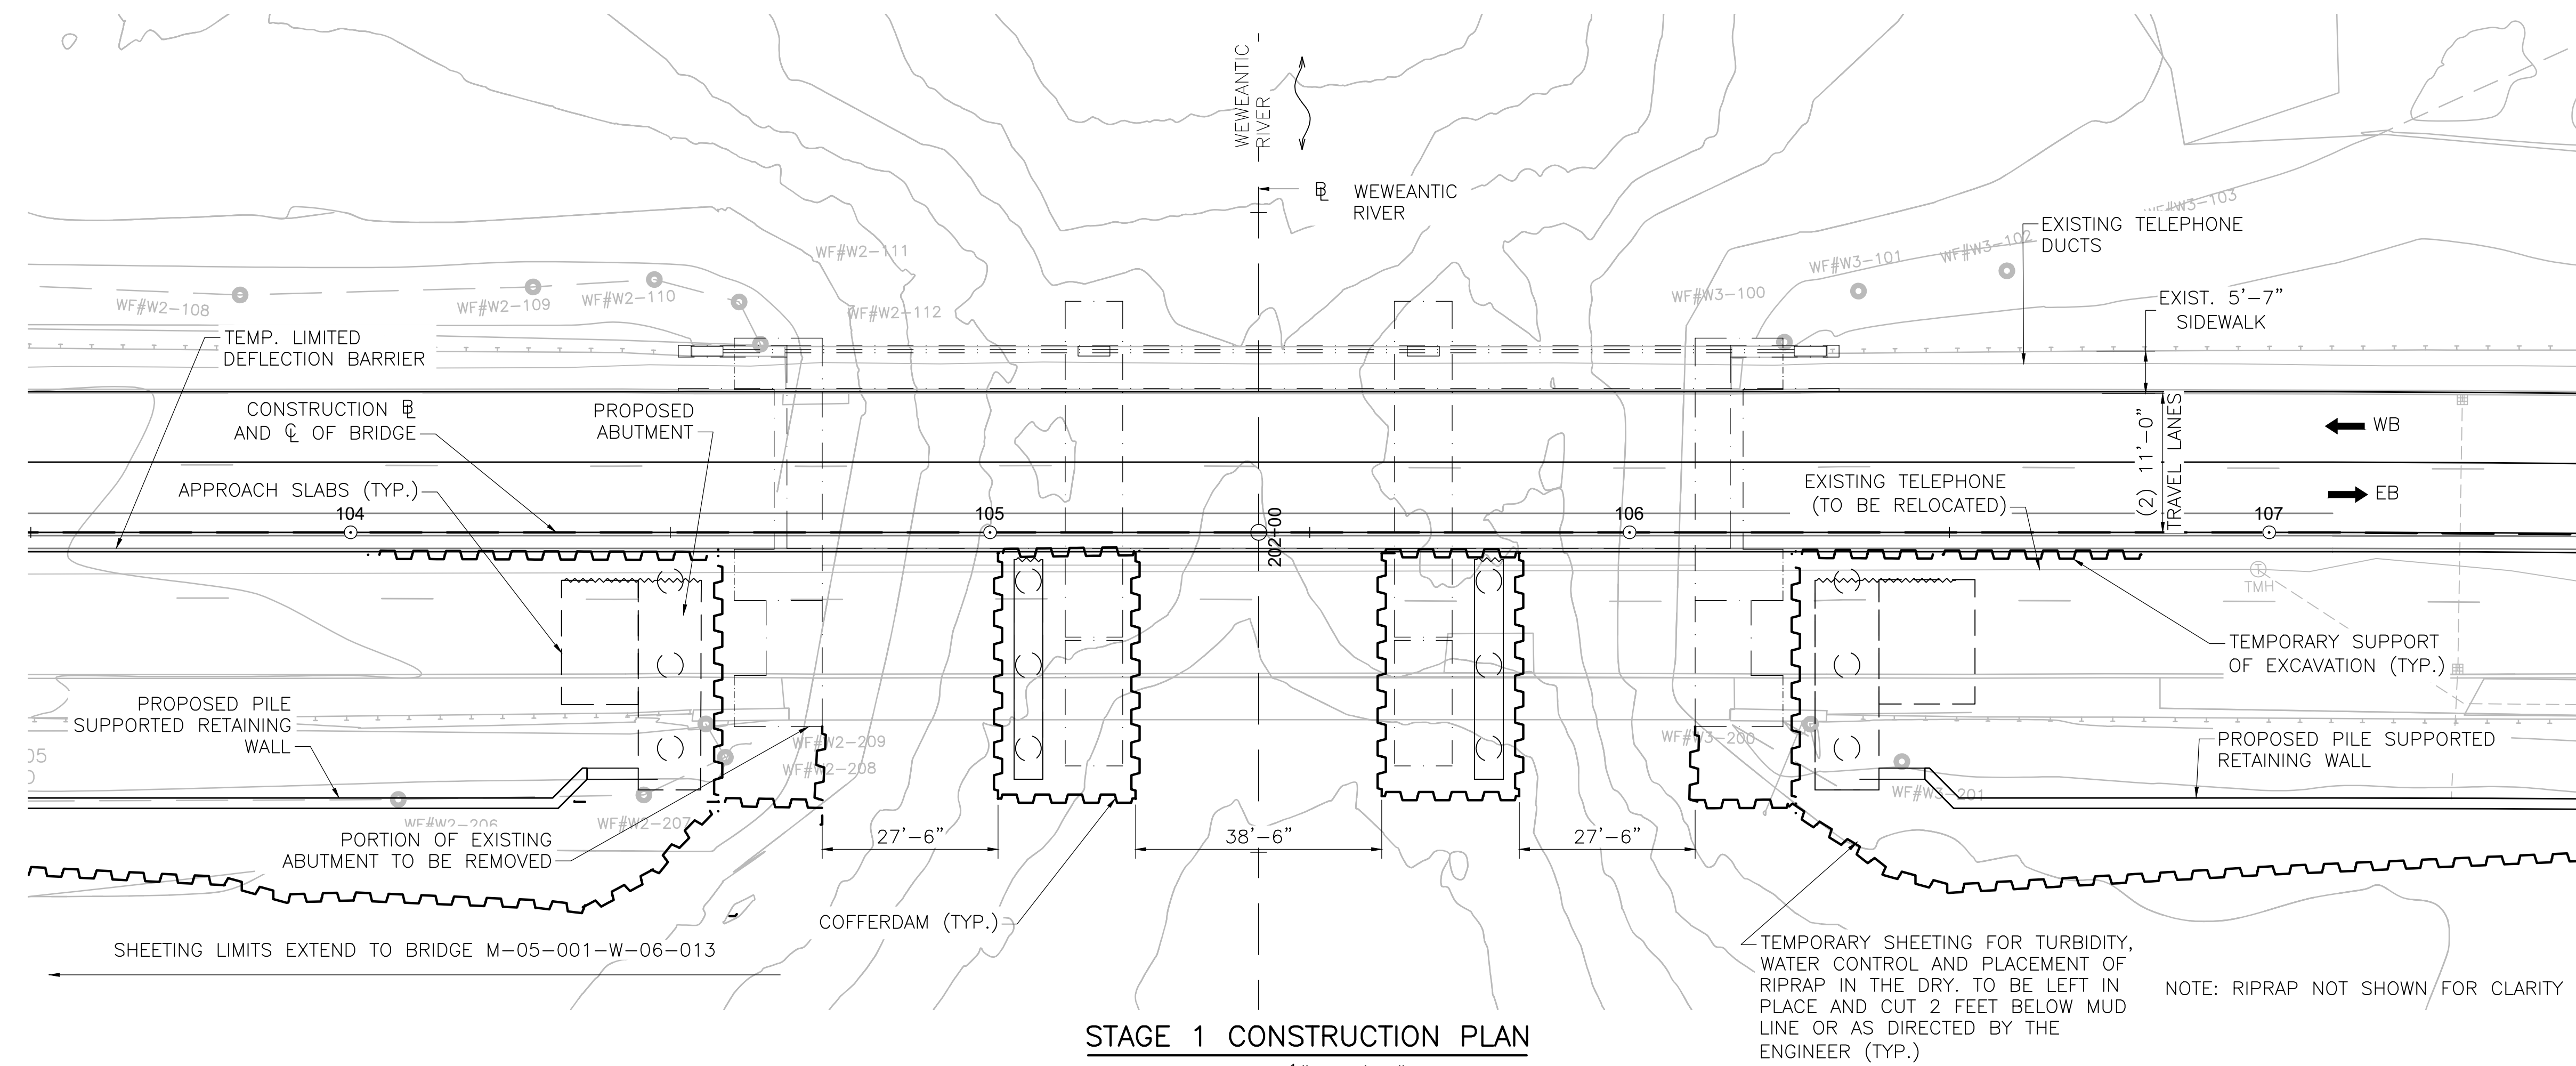 WEWEANTIC
RIVER
WEWEANTIC
RIVER
WF#W3-103
EXISTING TELEPHONE
DUCTS
WF#W2-111
WF#W3-101
WF#W3-102
WF#W2-108
WF#W2-109
WF#W2-110
WF#W2-112
WF#W3-100
EXIST. 5'-7"
SIDEWALK
TEMP. LIMITED
DEFLECTION BARRIER
CONSTRUCTION ⅊
AND ℄ OF BRIDGE
PROPOSED
ABUTMENT
(2) 11'-0"
TRAVEL LANES
WB
EB
APPROACH SLABS (TYP.)
EXISTING TELEPHONE
(TO BE RELOCATED)
104
105
202+00
106
107
TMH
TEMPORARY SUPPORT
OF EXCAVATION (TYP.)
PROPOSED PILE
SUPPORTED RETAINING
WALL
WF#W2-209
WF#W2-208
WF#W3-200
PROPOSED PILE SUPPORTED
RETAINING WALL
WF#W3-201
WF#W2-206
WF#W2-207
PORTION OF EXISTING
ABUTMENT TO BE REMOVED
27'-6"
38'-6"
27'-6"
COFFERDAM (TYP.)
SHEETING LIMITS EXTEND TO BRIDGE M-05-001-W-06-013
TEMPORARY SHEETING FOR TURBIDITY,
WATER CONTROL AND PLACEMENT OF
RIPRAP IN THE DRY. TO BE LEFT IN
PLACE AND CUT 2 FEET BELOW MUD
LINE OR AS DIRECTED BY THE
ENGINEER (TYP.)
NOTE: RIPRAP NOT SHOWN FOR CLARITY
STAGE 1 CONSTRUCTION PLAN